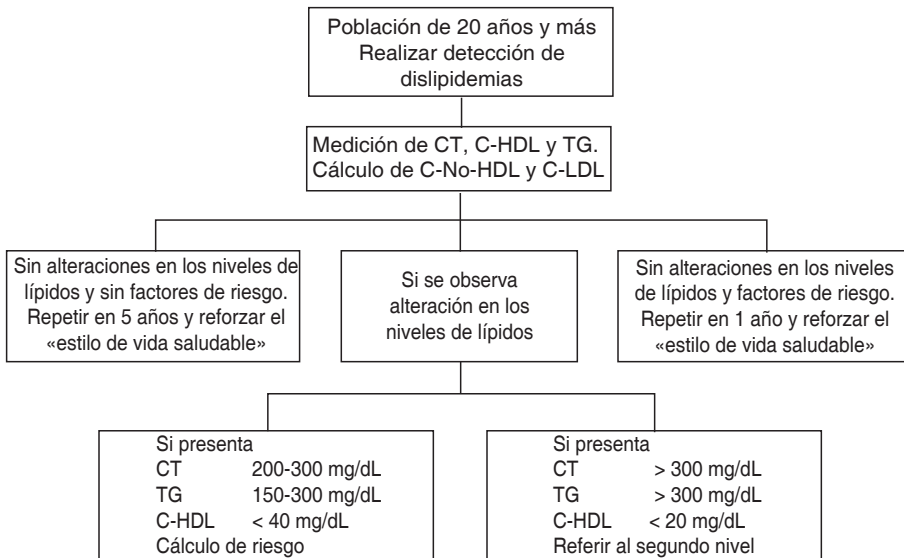 Población de 20 años y más
Realizar detección de
dislipidemias
Medición de CT, C-HDL y TG.
Cálculo de C-No-HDL y C-LDL
Sin alteraciones en los niveles de
lípidos y sin factores de riesgo.
Repetir en 5 años y reforzar el
«estilo de vida saludable»
Si se observa
alteración en los
niveles de lípidos
Sin alteraciones en los niveles
de lípidos y factores de riesgo.
Repetir en 1 año y reforzar el
«estilo de vida saludable»
Si presenta
CT 200-300 mg/dL
TG 150-300 mg/dL
C-HDL < 40 mg/dL
Cálculo de riesgo
Si presenta
CT > 300 mg/dL
TG > 300 mg/dL
C-HDL < 20 mg/dL
Referir al segundo nivel